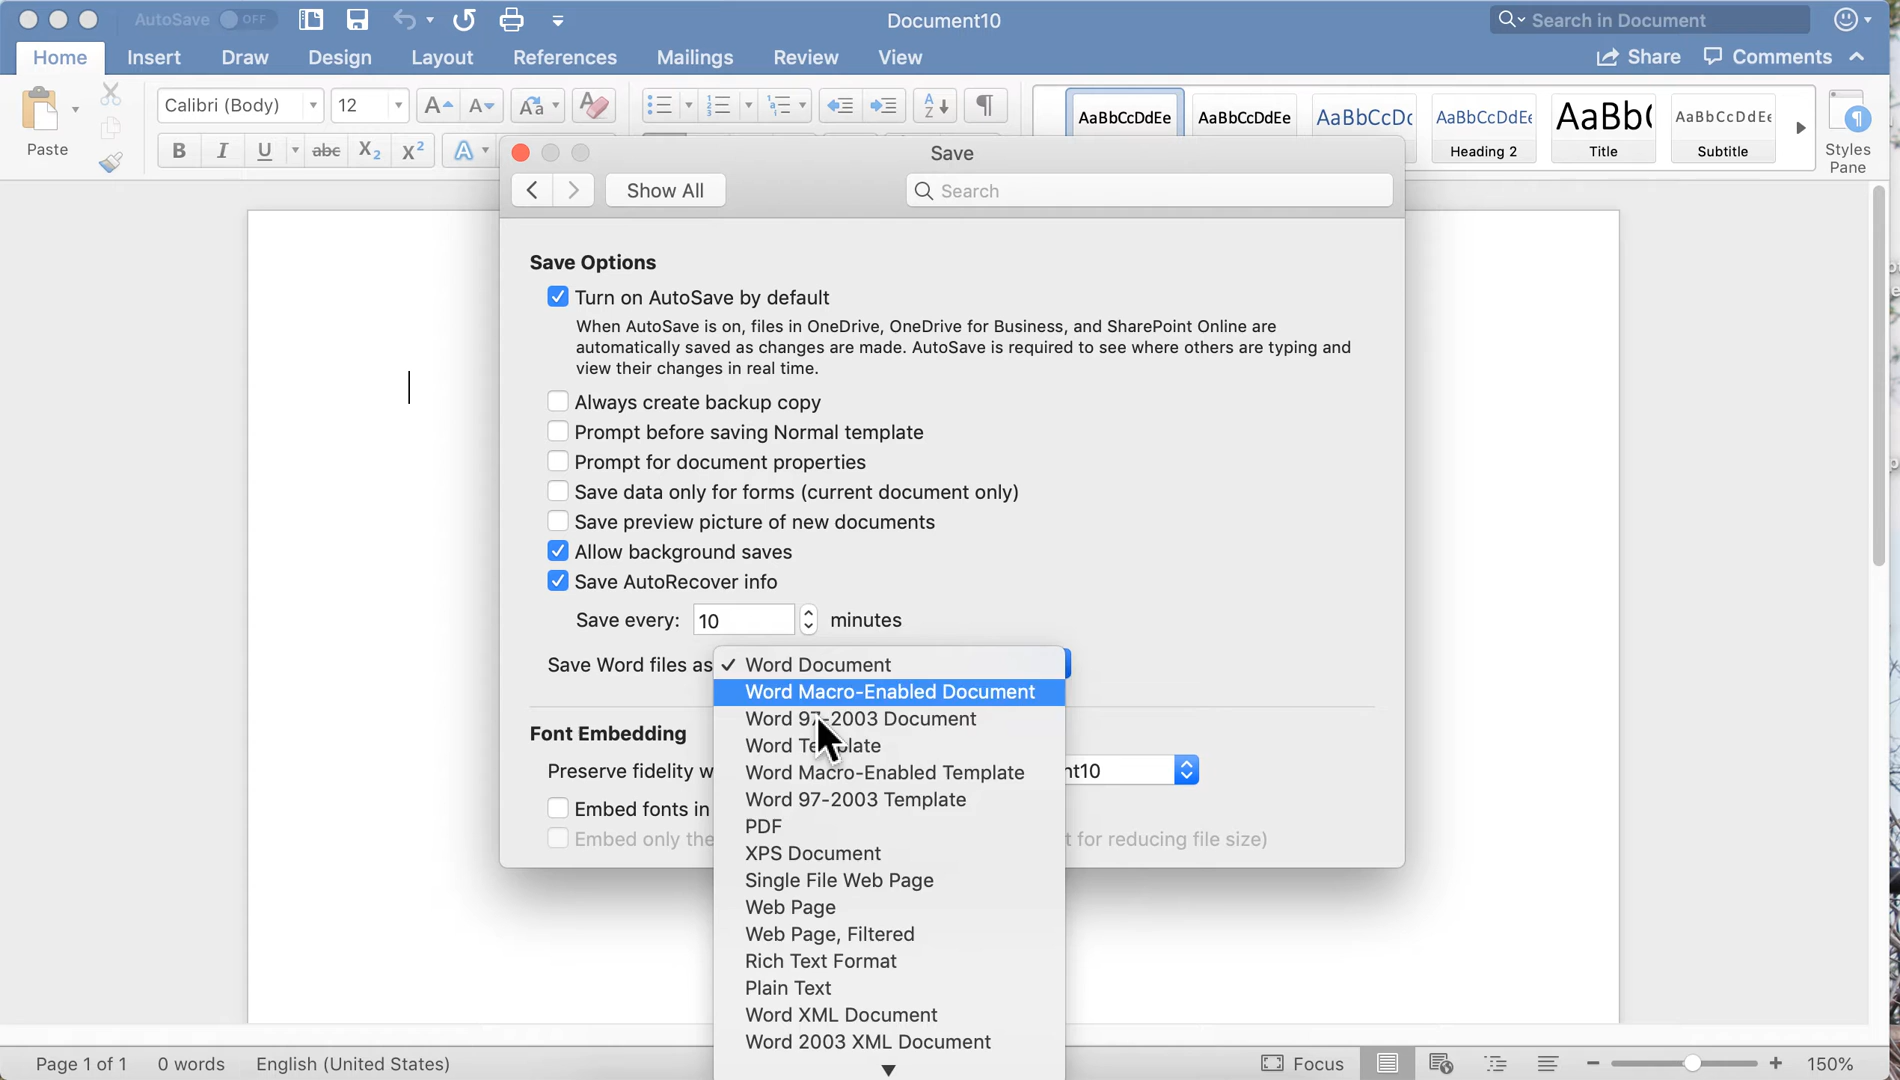 AutoSave OFF
Document10
Search in Document
Home Insert Draw Design Layout References Mailings Review View
Share Comments
Calibri (Body) 12
AaBbCcDdEe AaBbCcDdEe AaBbCcDc AaBbCcDdEe AaBb( AaBbCcDdEe
Paste
B I U abc X2 X2 A
Heading 2 Title Subtitle
Styles
Pane
Save
Show All
Search
Save Options
Turn on AutoSave by default
When AutoSave is on, files in OneDrive, OneDrive for Business, and SharePoint Online are
automatically saved as changes are made. AutoSave is required to see where others are typing and
view their changes in real time.
Always create backup copy
Prompt before saving Normal template
Prompt for document properties
Save data only for forms (current document only)
Save preview picture of new documents
Allow background saves
Save AutoRecover info
Save every: 10 minutes
Save Word files as
Word Document
Word Macro-Enabled Document
Word 97-2003 Document
Word Te late
Word Macro-Enabled Template
Word 97-2003 Template
PDF
XPS Document
Single File Web Page
Web Page
Web Page, Filtered
Rich Text Format
Plain Text
Word XML Document
Word 2003 XML Document
Font Embedding
Preserve fidelity w nt10
Embed fonts in
Embed only the t for reducing file size)
Page 1 of 1 0 words English (United States)
Focus
150%